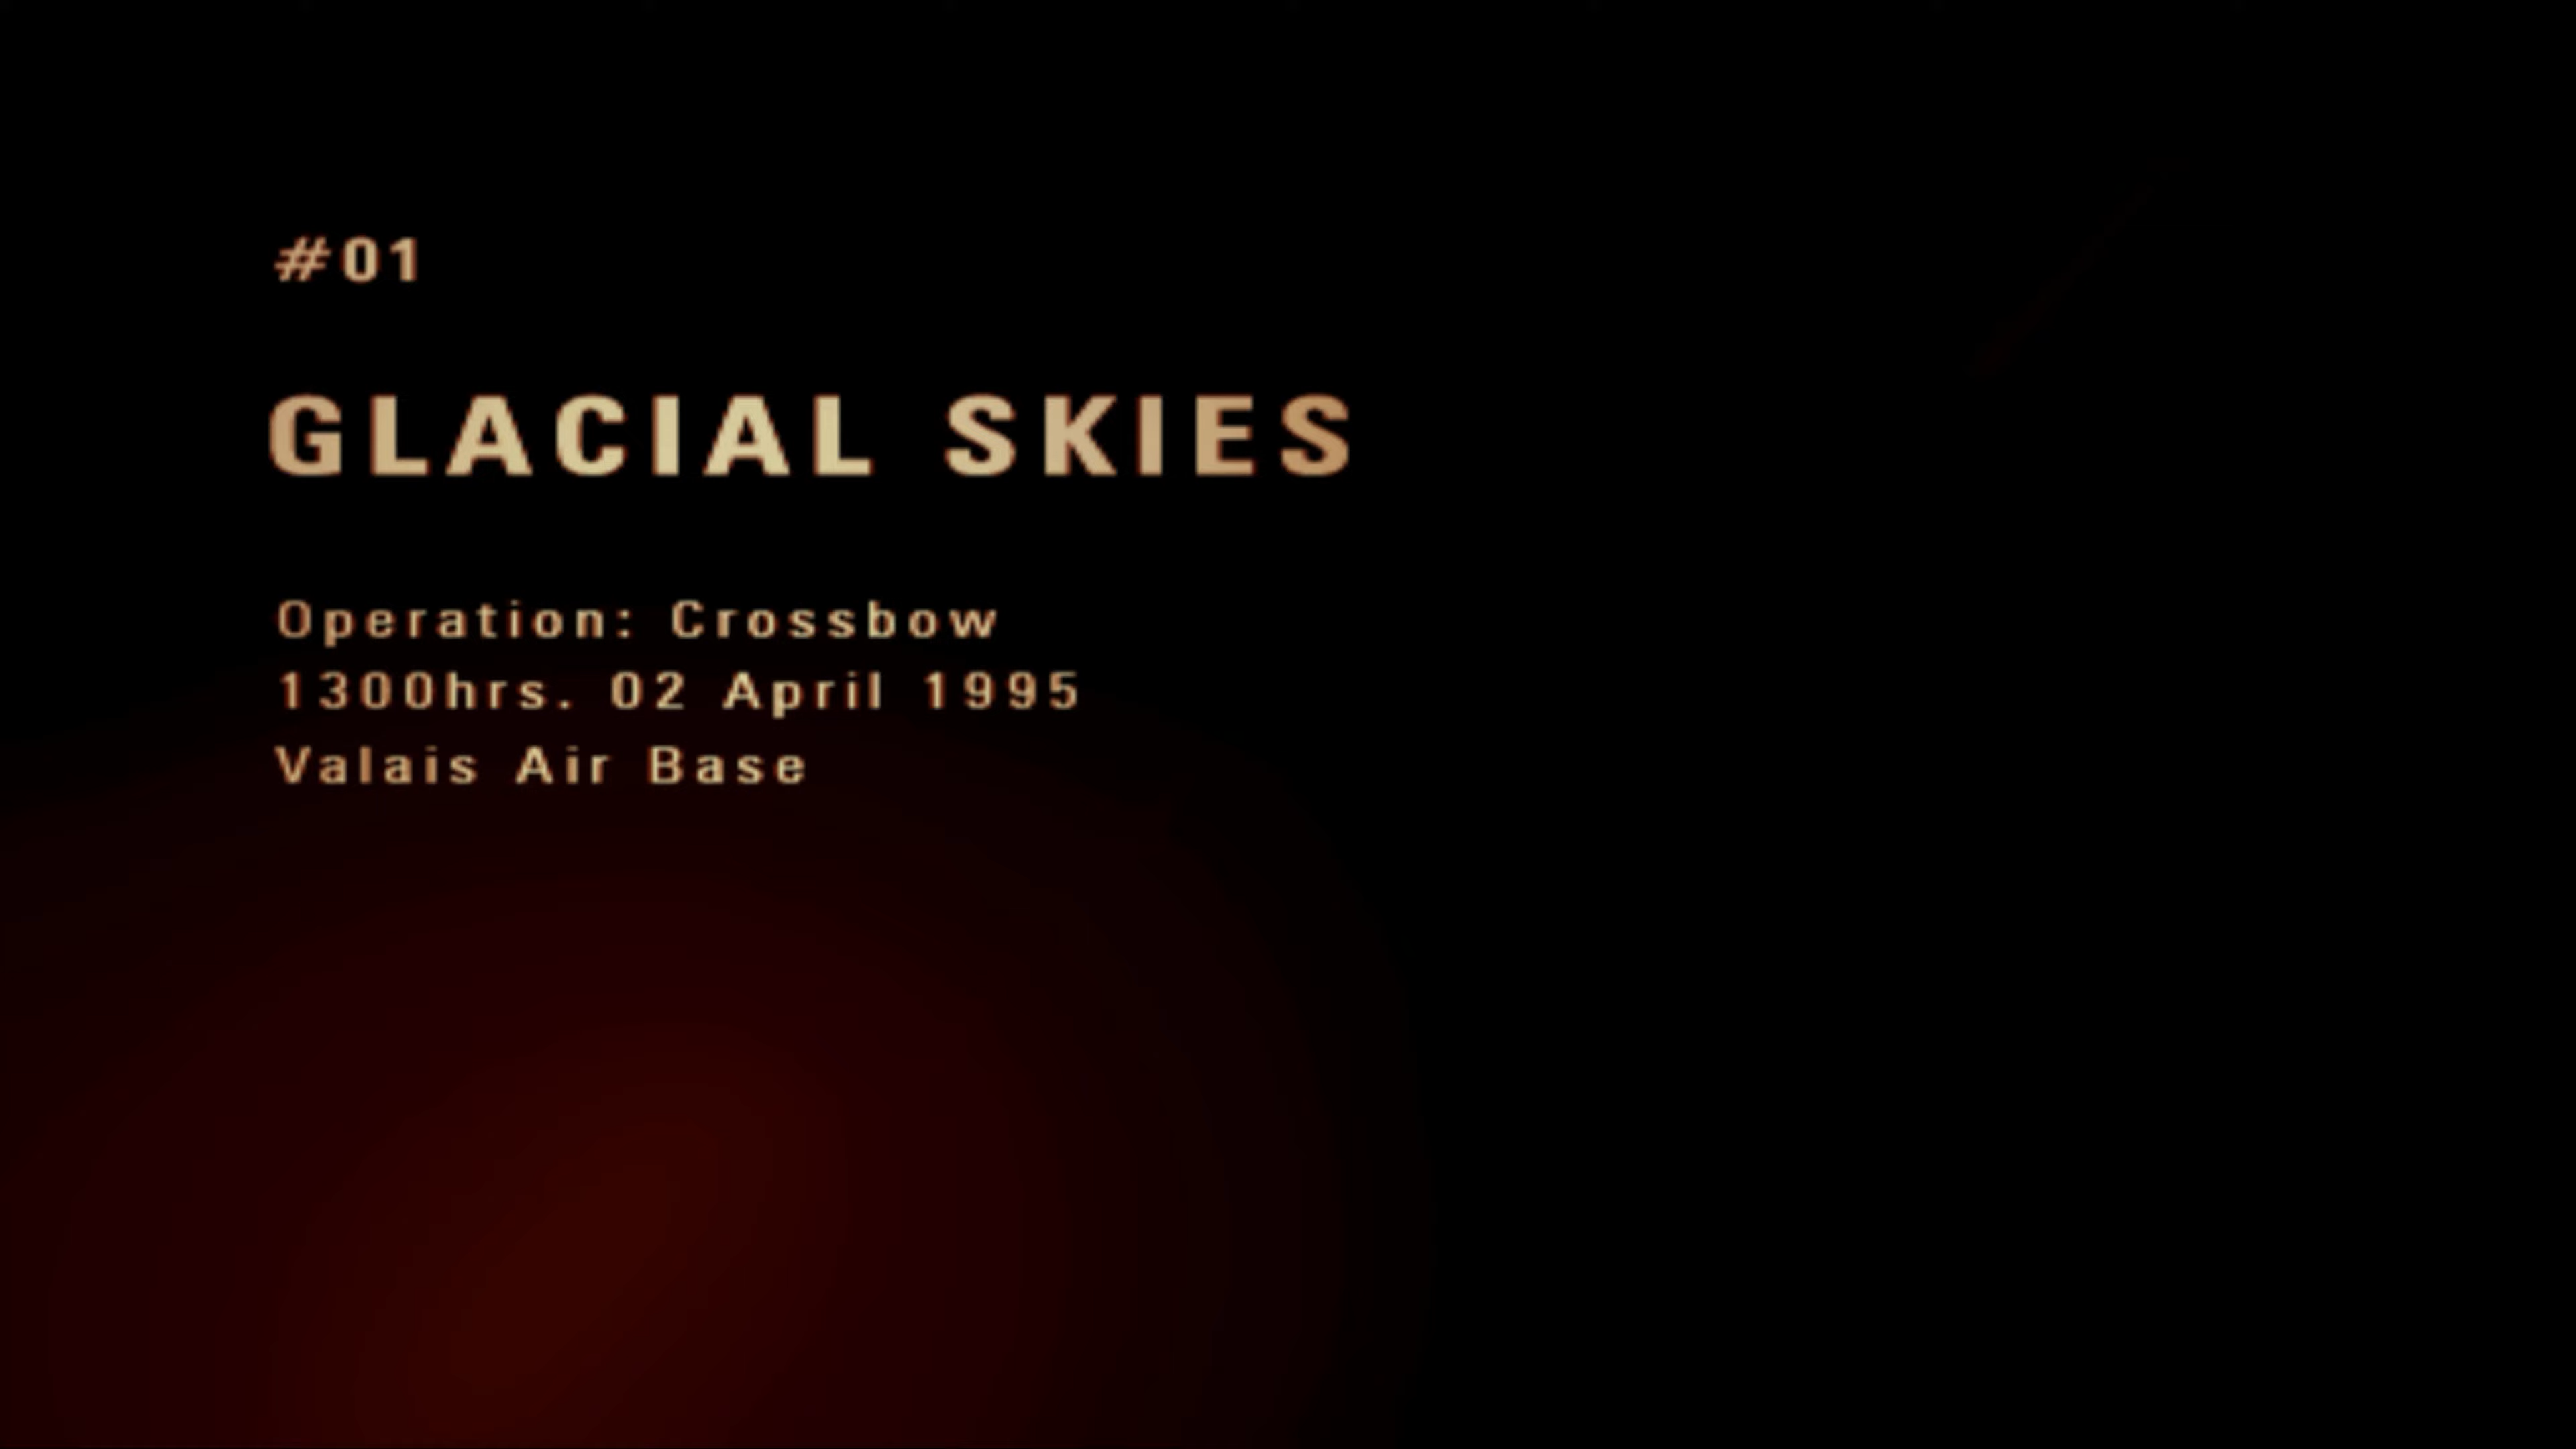 #01
GLACIAL SKIES
Operation: Crossbow
1300hrs. 02 April 1995
Valais Air Base